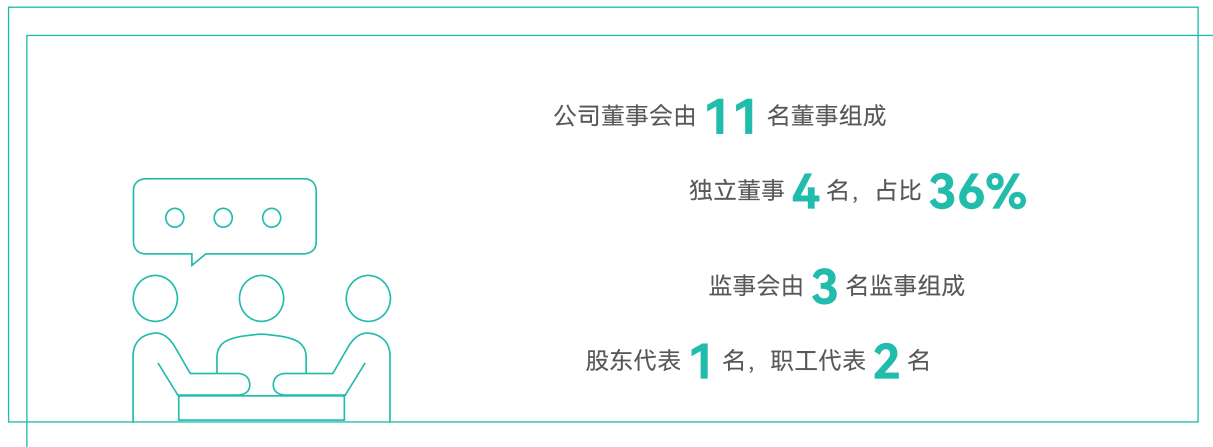 公司董事会由 11 名董事组成
独立董事 4 名，占比 36%
监事会由 3 名监事组成
股东代表 1 名，职工代表 2 名